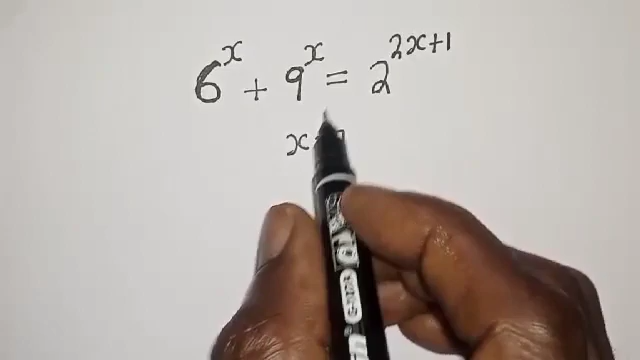 6^x + 9^x = 2^(2x+1)
x